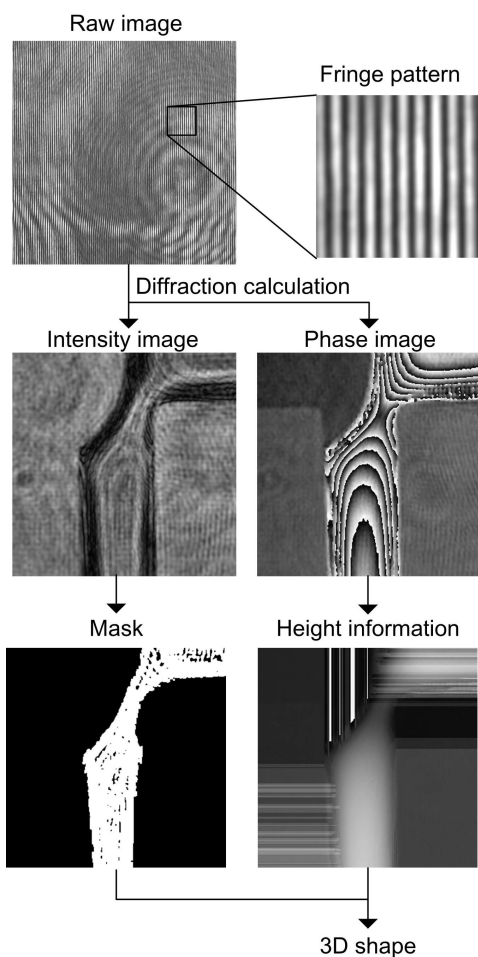 Raw image
Fringe pattern
Diffraction calculation
Intensity image
Phase image
Mask
Height information
3D shape